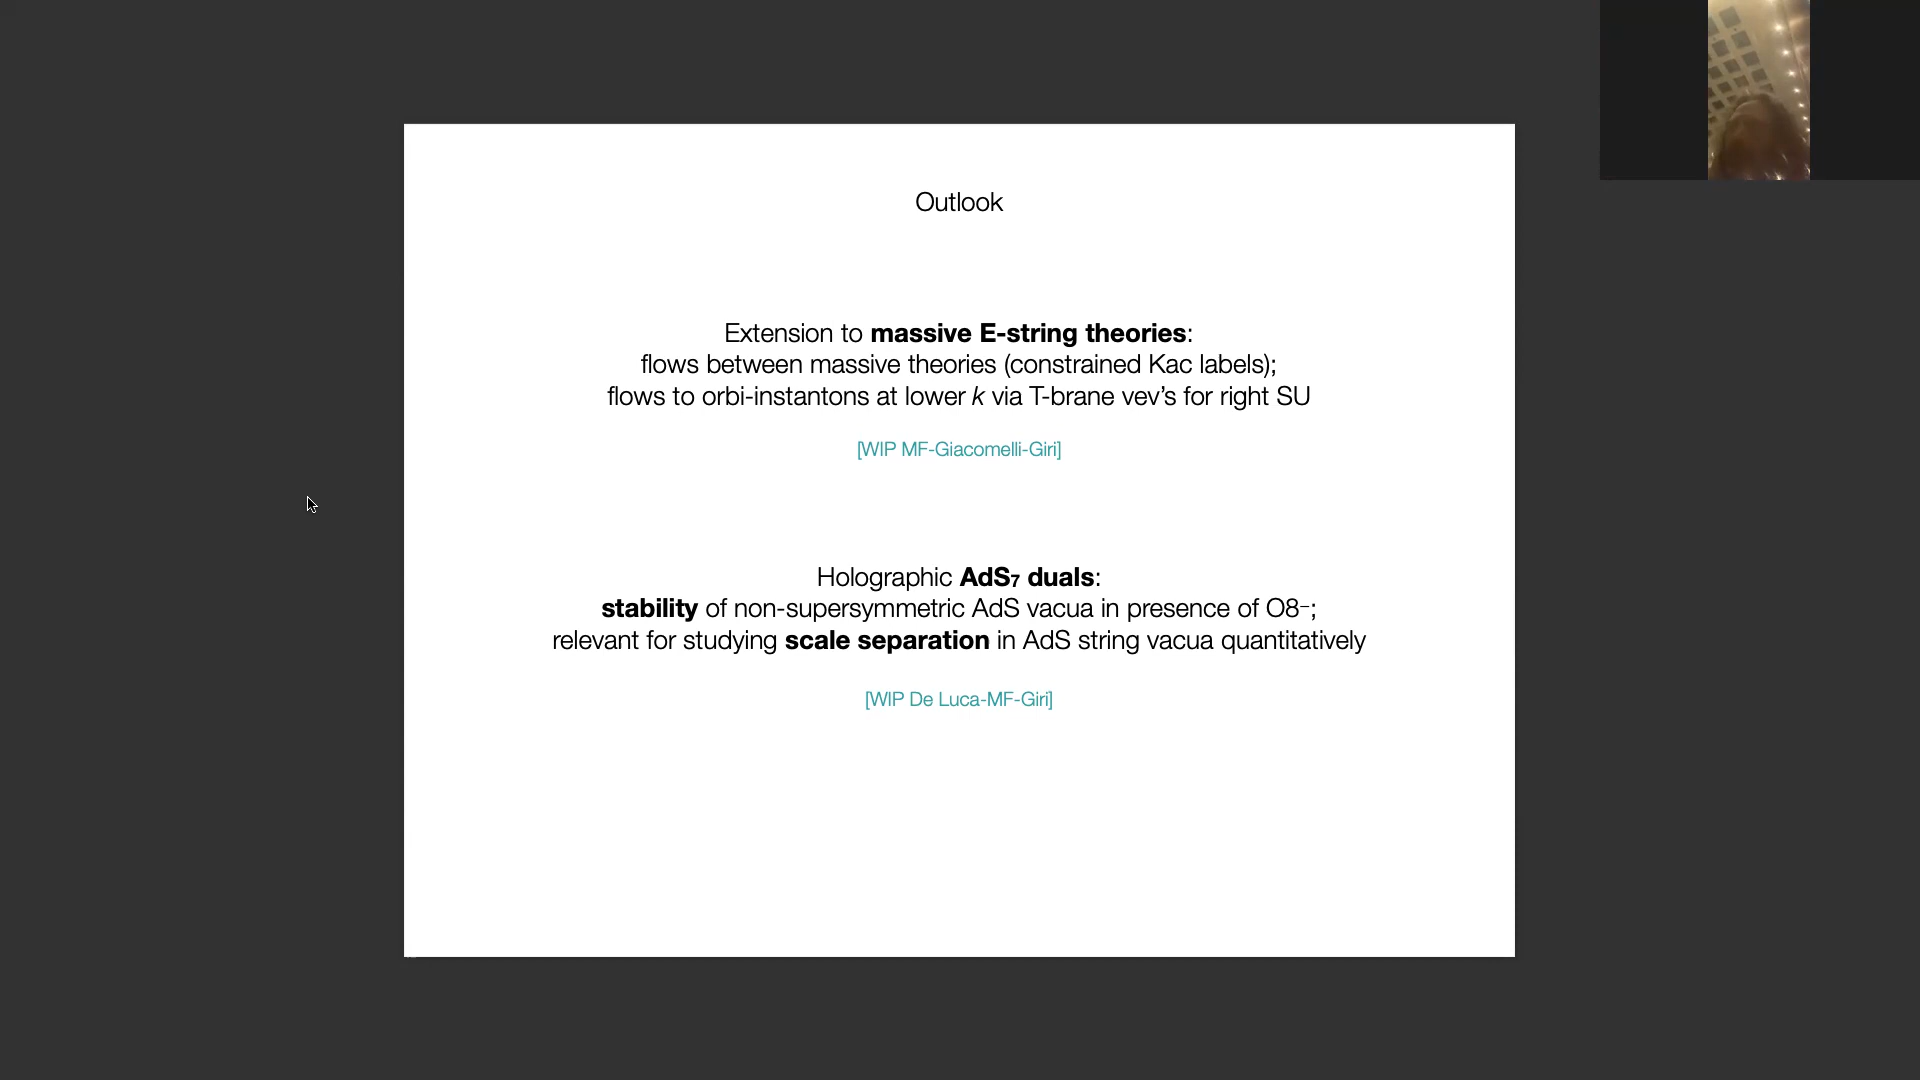 Outlook
Extension to massive E-string theories:
flows between massive theories (constrained Kac labels);
flows to orbi-instantons at lower k via T-brane vev’s for right SU
[WIP MF-Giacomelli-Giri]
Holographic AdS₇ duals:
stability of non-supersymmetric AdS vacua in presence of O8⁻;
relevant for studying scale separation in AdS string vacua quantitatively
[WIP De Luca-MF-Giri]